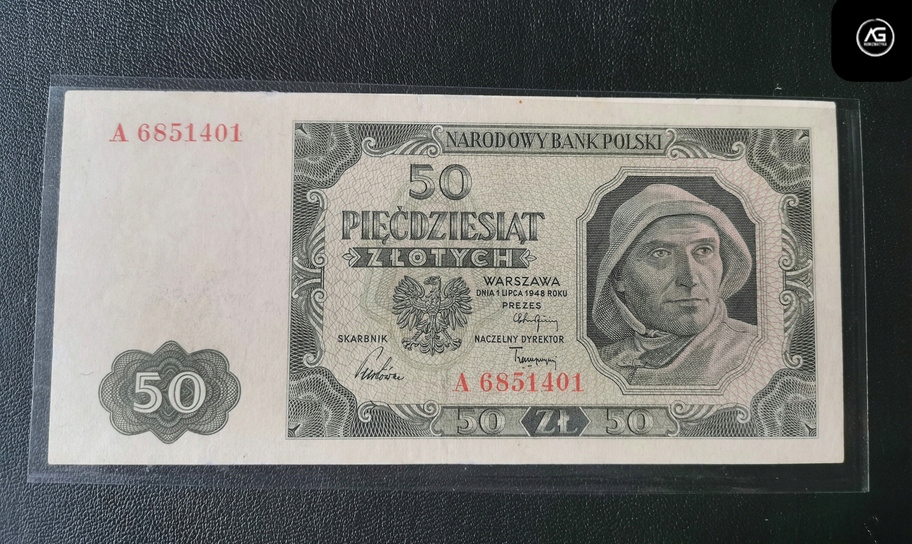 AG
NUMIZMATYKA
A 6851401
NARODOWY BANK POLSKI
50
PIĘĆDZIESIĄT
ZŁOTYCH
WARSZAWA
DNIA 1 LIPCA 1948 ROKU
PREZES
SKARBNIK
NACZELNY DYREKTOR
A 6851401
50
50 ZŁ 50